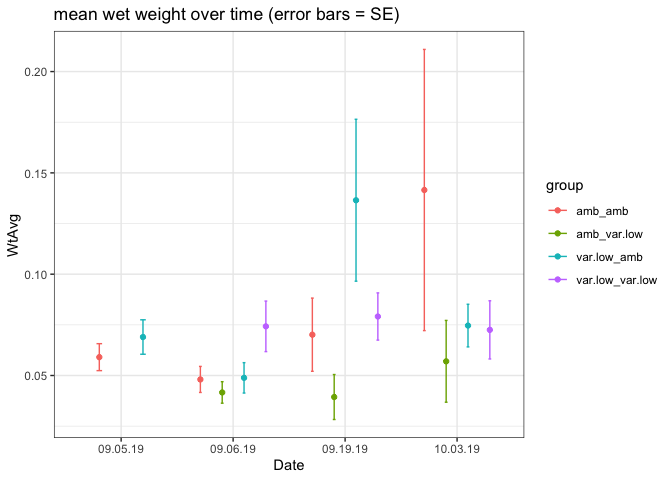 mean wet weight over time (error bars = SE)
0.20
0.15
0.10
0.05
WtAvg
09.05.19
09.06.19
09.19.19
10.03.19
Date
group
amb_amb
amb_var.low
var.low_amb
var.low_var.low